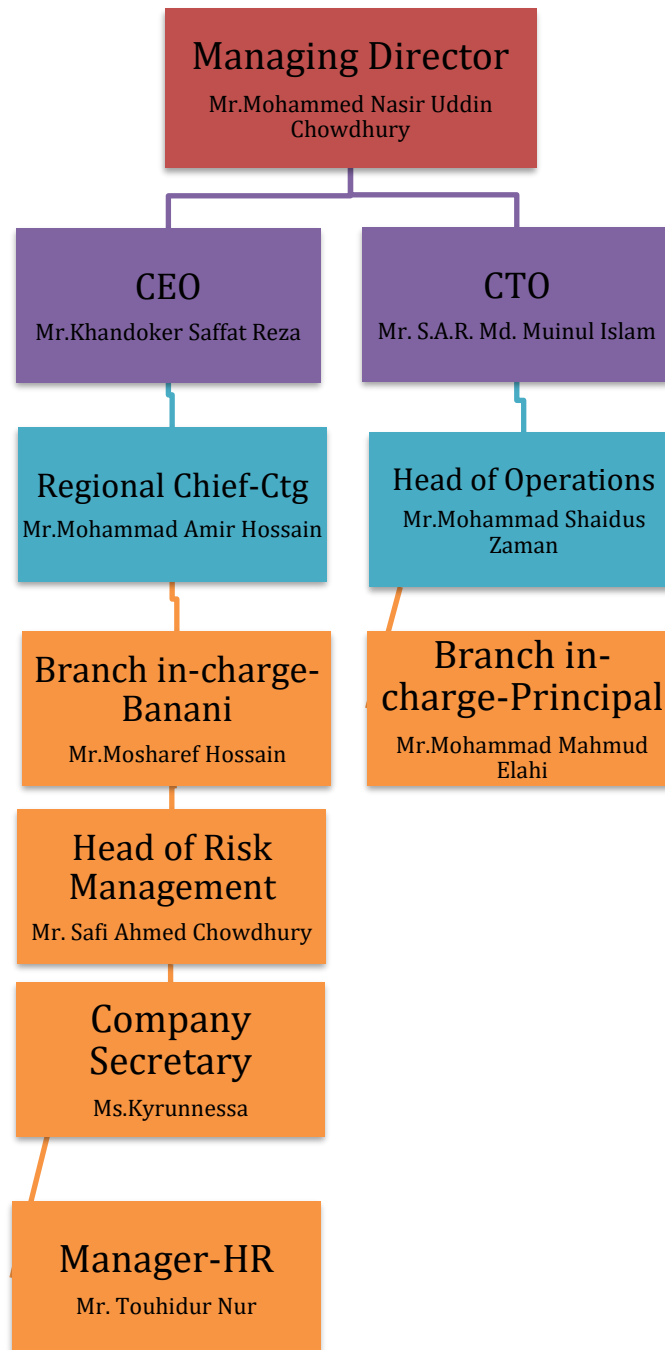 Managing Director
Mr.Mohammed Nasir Uddin
Chowdhury
CEO
Mr.Khandoker Saffat Reza
CTO
Mr. S.A.R. Md. Muinul Islam
Regional Chief-Ctg
Mr.Mohammad Amir Hossain
Head of Operations
Mr.Mohammad Shaidus
Zaman
Branch in-charge-
Banani
Mr.Mosharef Hossain
Branch in-
charge-Principal
Mr.Mohammad Mahmud
Elahi
Head of Risk
Management
Mr. Safi Ahmed Chowdhury
Company
Secretary
Ms.Kyrunnessa
Manager-HR
Mr. Touhidur Nur